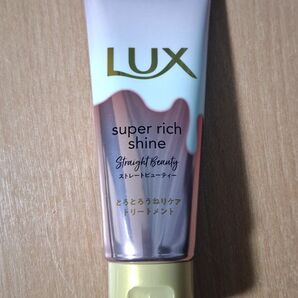 LUX
super rich
shine
Straight Beauty
ストレートビューティー
とろとろうねりケア
トリートメント